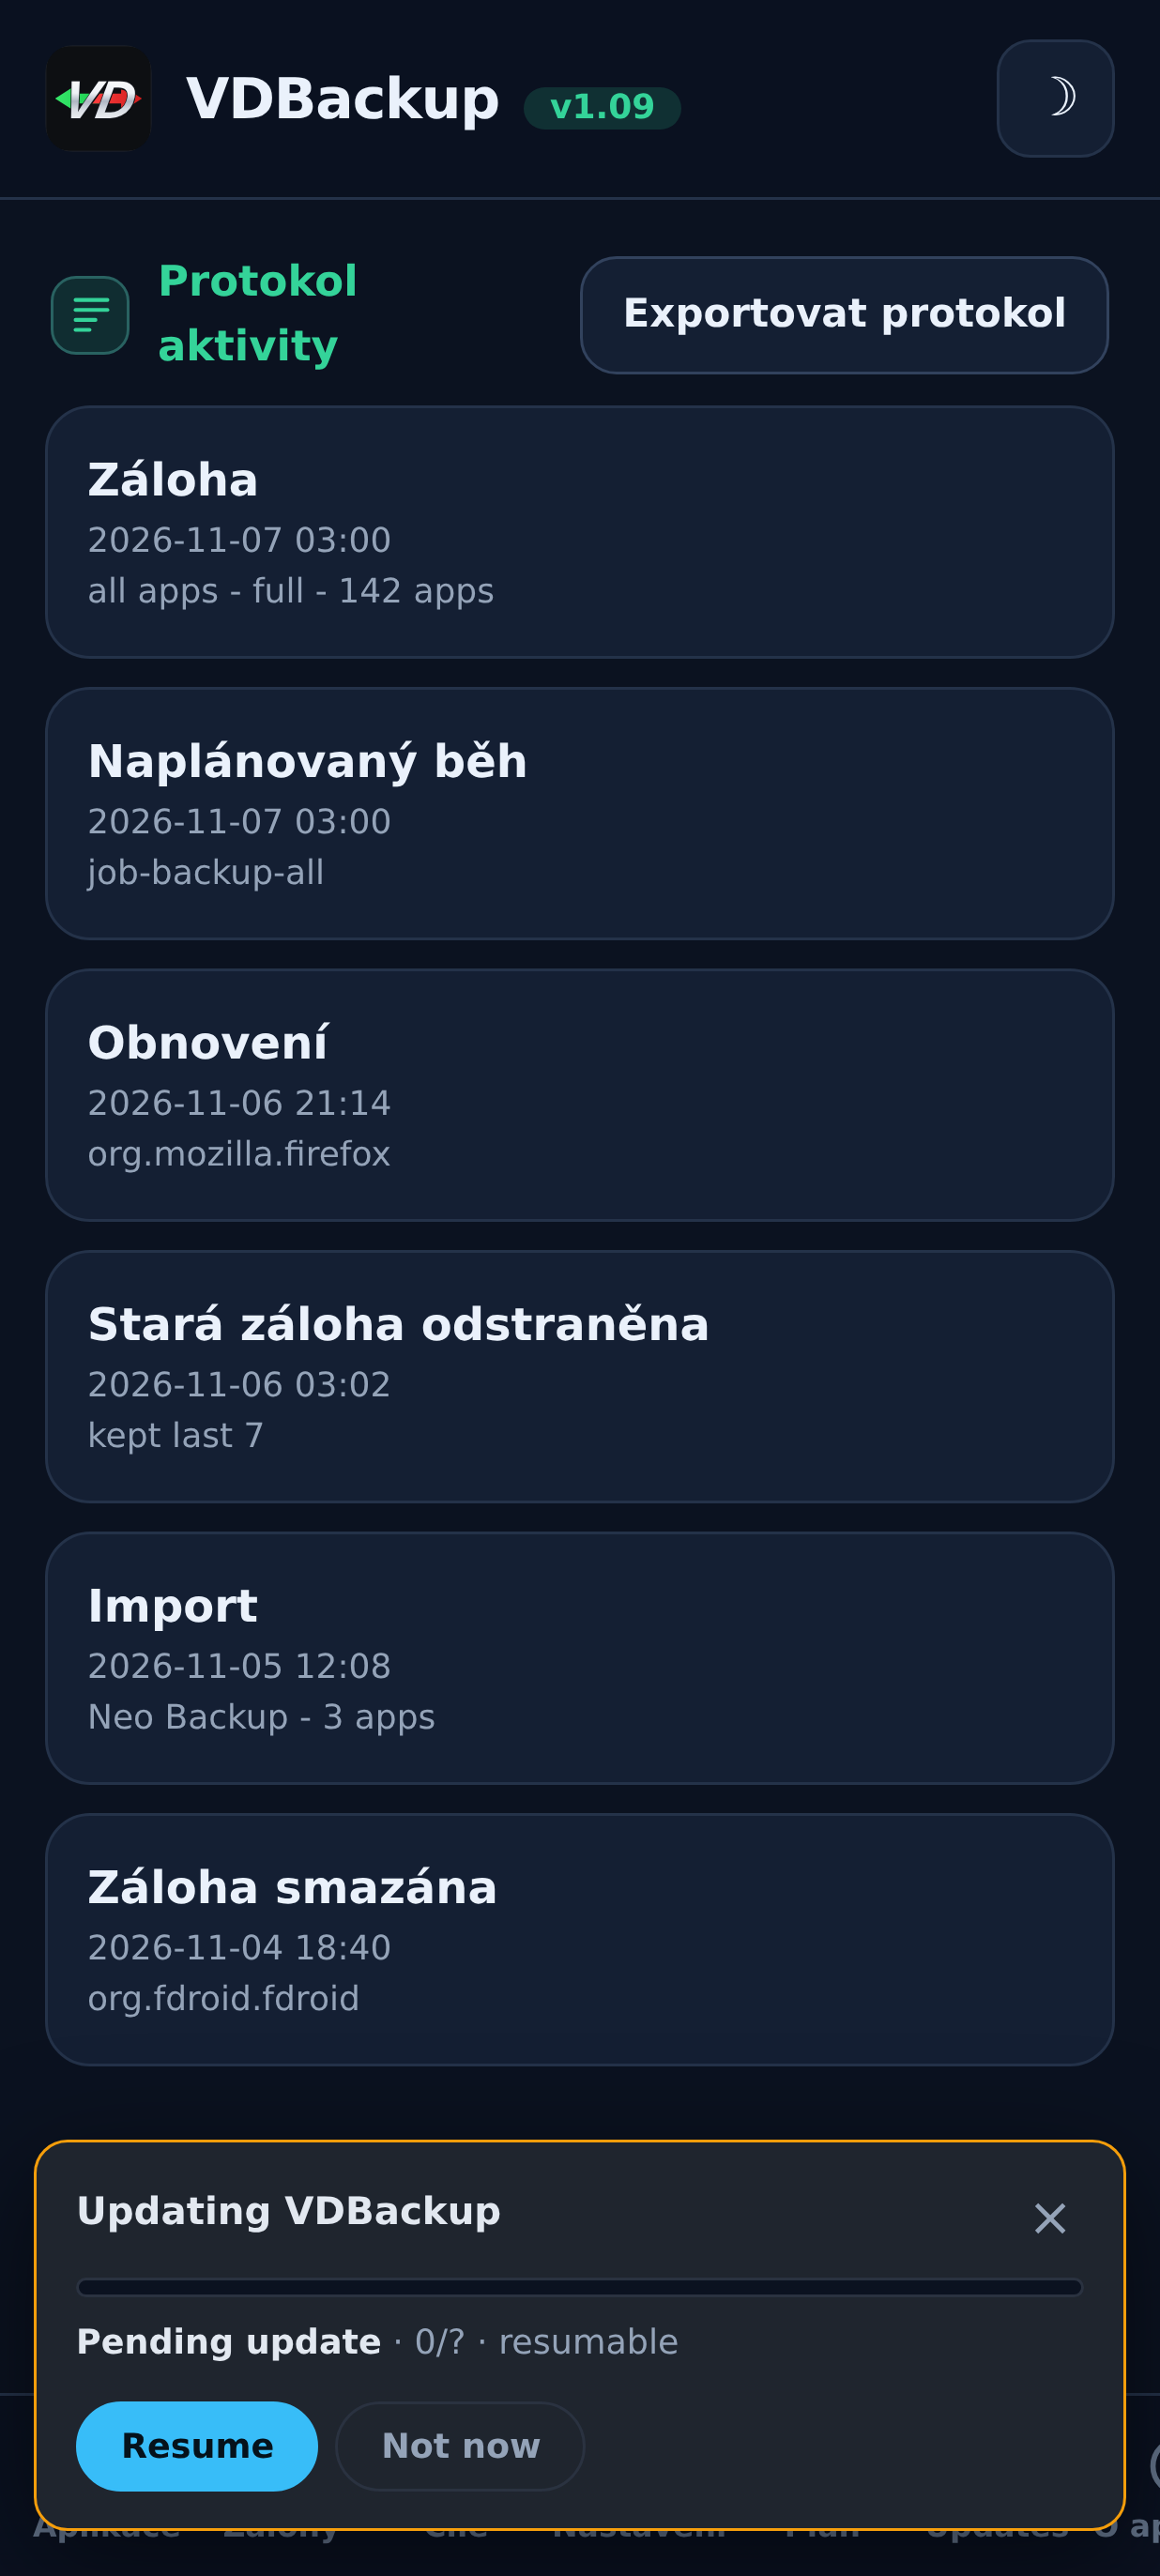 VD
VDBackup v1.09
Protokol
aktivity
Exportovat protokol
Záloha
2026-11-07 03:00
all apps - full - 142 apps
Naplánovaný běh
2026-11-07 03:00
job-backup-all
Obnovení
2026-11-06 21:14
org.mozilla.firefox
Stará záloha odstraněna
2026-11-06 03:02
kept last 7
Import
2026-11-05 12:08
Neo Backup - 3 apps
Záloha smazána
2026-11-04 18:40
org.fdroid.fdroid
Updating VDBackup
Pending update · 0/? · resumable
Resume Not now